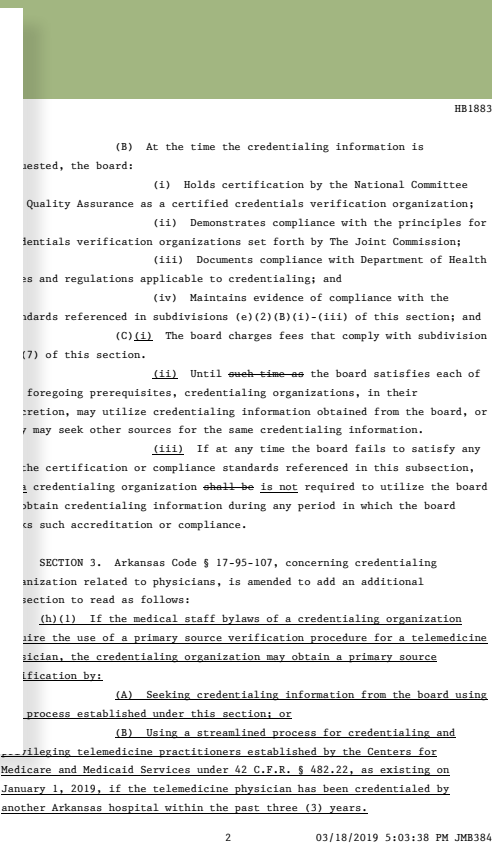 HB1883
(B) At the time the credentialing information is
the board:
(i) Holds certification by the National Committee
Quality Assurance as a certified credentials verification organization;
(ii) Demonstrates compliance with the principles for
verification organizations set forth by The Joint Commission;
(iii) Documents compliance with Department of Health
and regulations applicable to credentialing; and
(iv) Maintains evidence of compliance with the
referenced in subdivisions (e)(2)(B)(i)-(iii) of this section; and
(C)(i) The board charges fees that comply with subdivision
(7) of this section.
(ii) Until such time as the board satisfies each of
foregoing prerequisites, credentialing organizations, in their
may utilize credentialing information obtained from the board, or
may seek other sources for the same credentialing information.
(iii) If at any time the board fails to satisfy any
the certification or compliance standards referenced in this subsection,
a credentialing organization shall be is not required to utilize the board
obtain credentialing information during any period in which the board
such accreditation or compliance.
SECTION 3. Arkansas Code § 17-95-107, concerning credentialing
related to physicians, is amended to add an additional
to read as follows:
(h)(1) If the medical staff bylaws of a credentialing organization
the use of a primary source verification procedure for a telemedicine
the credentialing organization may obtain a primary source
by:
(A) Seeking credentialing information from the board using
process established under this section; or
(B) Using a streamlined process for credentialing and
telemedicine practitioners established by the Centers for
Medicare and Medicaid Services under 42 C.F.R. § 482.22, as existing on
January 1, 2019, if the telemedicine physician has been credentialed by
another Arkansas hospital within the past three (3) years.
2 03/18/2019 5:03:38 PM JMB384